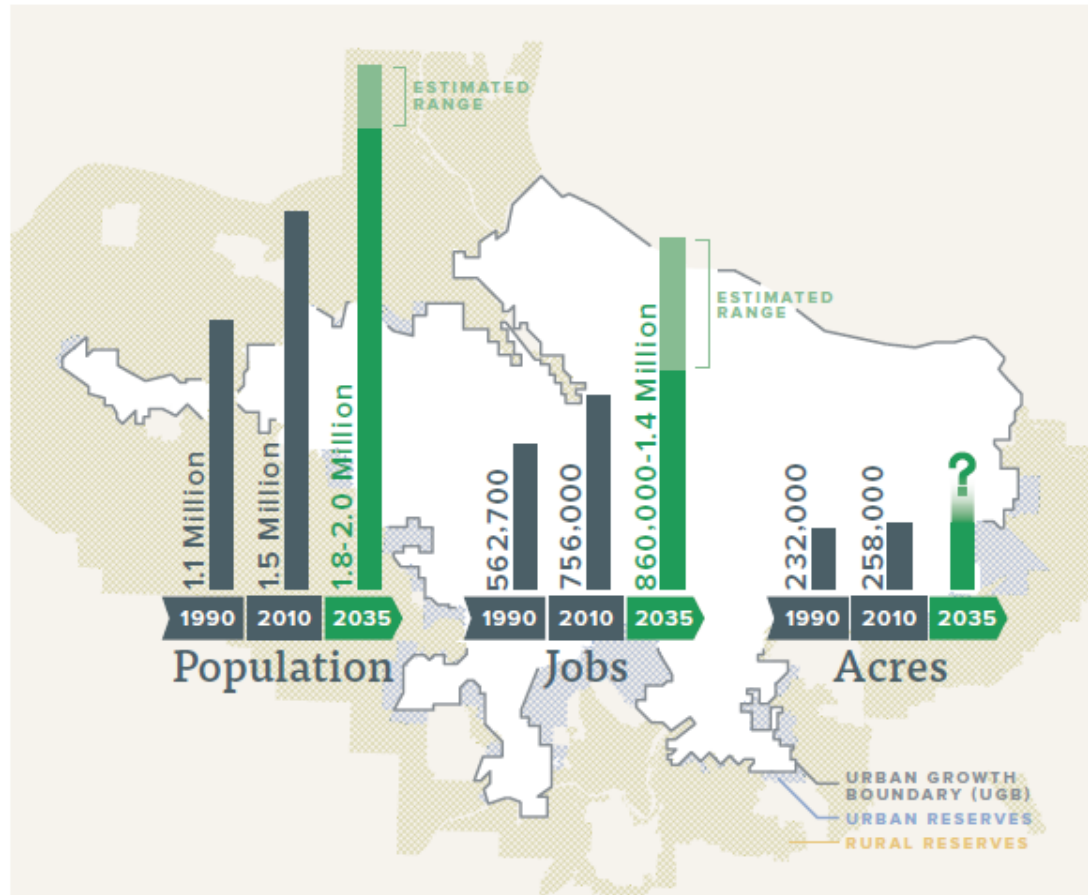 ESTIMATED
RANGE
ESTIMATED
RANGE
1.1 Million
1.5 Million
1.8-2.0 Million
562,700
756,000
860,000-1.4 Million
232,000
258,000
?
1990 2010 2035
1990 2010 2035
1990 2010 2035
Population
Jobs
Acres
URBAN GROWTH
BOUNDARY (UGB)
URBAN RESERVES
RURAL RESERVES